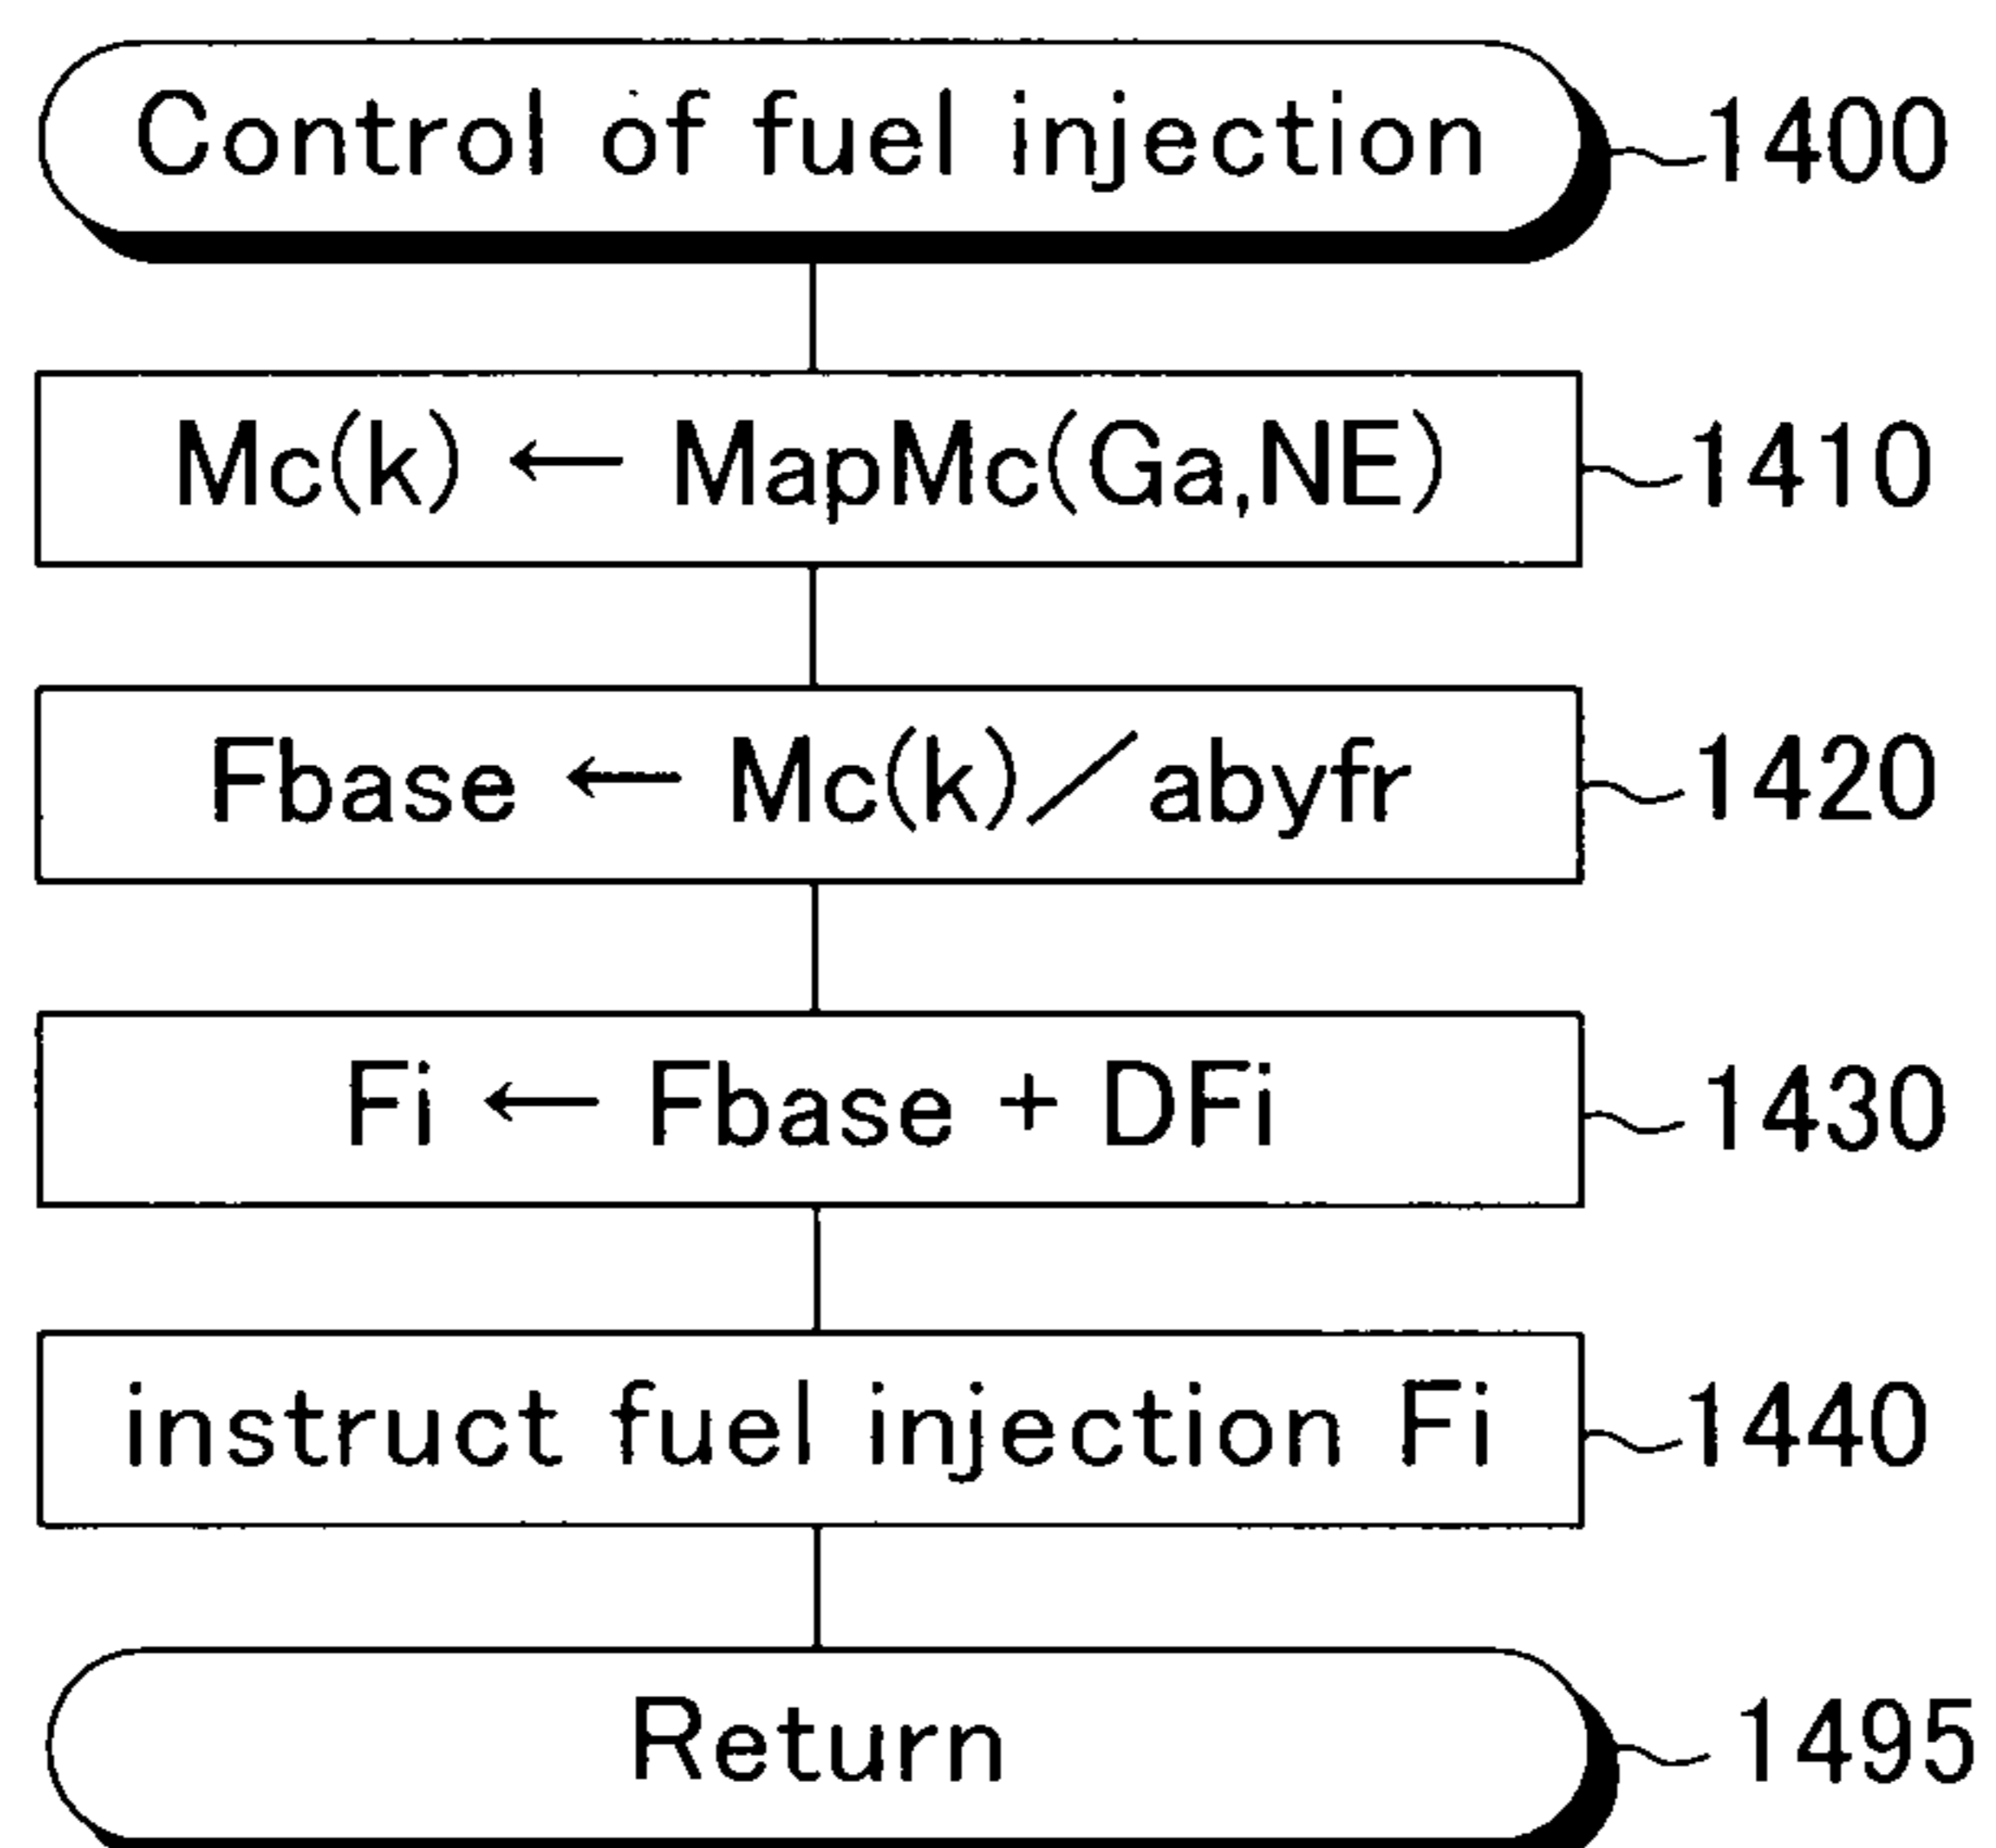 Control of fuel injection 1400
Mc(k) ← MapMc(Ga,NE) 1410
Fbase ← Mc(k)／abyfr 1420
Fi ← Fbase + DFi 1430
instruct fuel injection Fi 1440
Return 1495